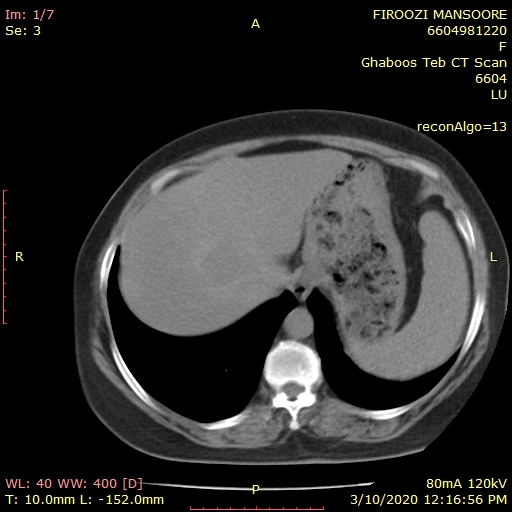 Im: 1/7
Se: 3
A
FIROOZI MANSOORE
6604981220
F
Ghaboos Teb CT Scan
6604
LU
reconAlgo=13
R
L
WL: 40 WW: 400 [D]
T: 10.0mm L: -152.0mm
P
80mA 120kV
3/10/2020 12:16:56 PM